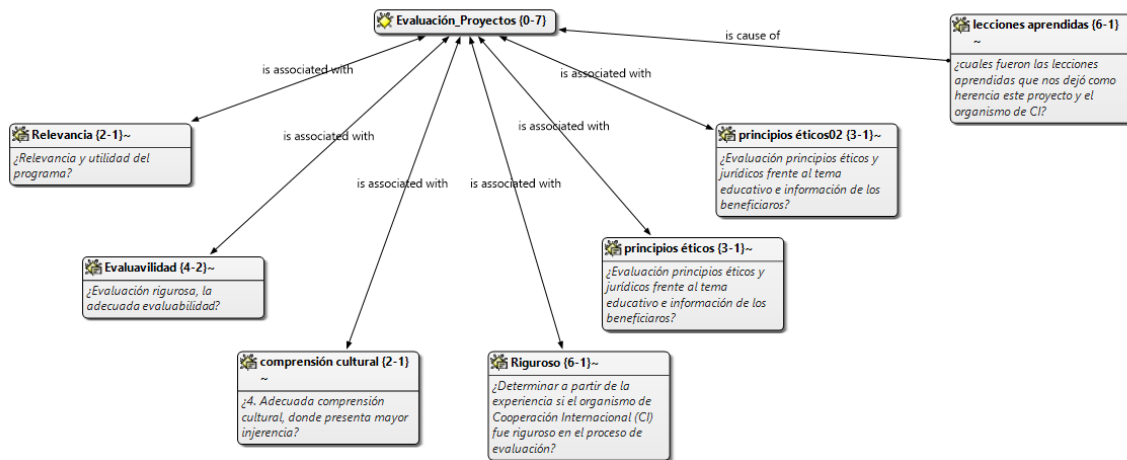 Evaluación_Proyectos {0-7}
lecciones aprendidas {6-1}
~
¿cuales fueron las lecciones
aprendidas que nos dejó como
herencia este proyecto y el
organismo de CI?
is cause of
is associated with
is associated with
is associated with
is associated with
is associated with
is associated with
Relevancia {2-1}~
¿Relevancia y utilidad del
programa?
principios éticos02 {3-1}~
¿Evaluación principios éticos y
jurídicos frente al tema
educativo e información de los
beneficiaros?
Evaluavilidad {4-2}~
¿Evaluación rigurosa, la
adecuada evaluabilidad?
principios éticos {3-1}~
¿Evaluación principios éticos y
jurídicos frente al tema
educativo e información de los
beneficiaros?
comprensión cultural {2-1}
~
¿4. Adecuada comprensión
cultural, donde presenta mayor
injerencia?
Riguroso {6-1}~
¿Determinar a partir de la
experiencia si el organismo de
Cooperación Internacional (CI)
fue riguroso en el proceso de
evaluación?